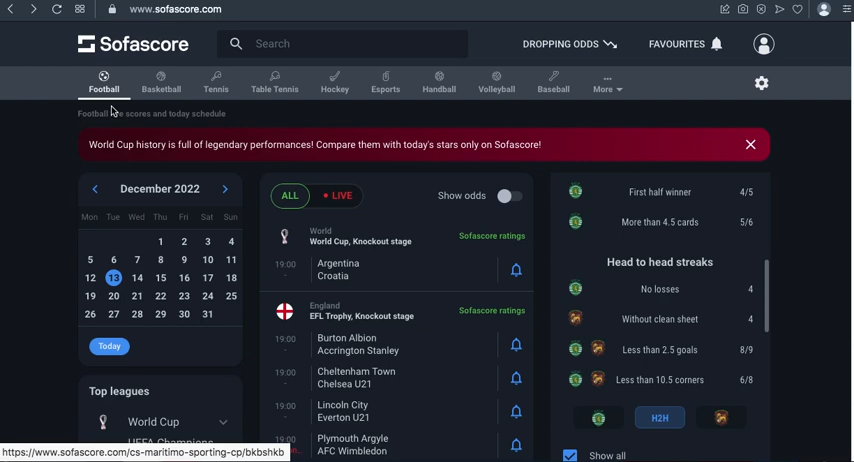 www.sofascore.com
Sofascore
Search
DROPPING ODDS
FAVOURITES
Football
Basketball
Tennis
Table Tennis
Hockey
Esports
Handball
Volleyball
Baseball
More
Football scores and today schedule
World Cup history is full of legendary performances! Compare them with today's stars only on Sofascore!
December 2022
Mon Tue Wed Thu Fri Sat Sun
1 2 3 4
5 6 7 8 9 10 11
12 13 14 15 16 17 18
19 20 21 22 23 24 25
26 27 28 29 30 31
Today
Top leagues
World Cup
UEFA Champions
ALL
LIVE
Show odds
World
World Cup, Knockout stage
Sofascore ratings
19:00
-
Argentina
Croatia
England
EFL Trophy, Knockout stage
Sofascore ratings
19:00
-
Burton Albion
Accrington Stanley
19:00
-
Cheltenham Town
Chelsea U21
19:00
-
Lincoln City
Everton U21
19:00
Plymouth Argyle
AFC Wimbledon
First half winner 4/5
More than 4.5 cards 5/6
Head to head streaks
No losses 4
Without clean sheet 4
Less than 2.5 goals 8/9
Less than 10.5 corners 6/8
H2H
Show all
https://www.sofascore.com/cs-maritimo-sporting-cp/bkbshkb